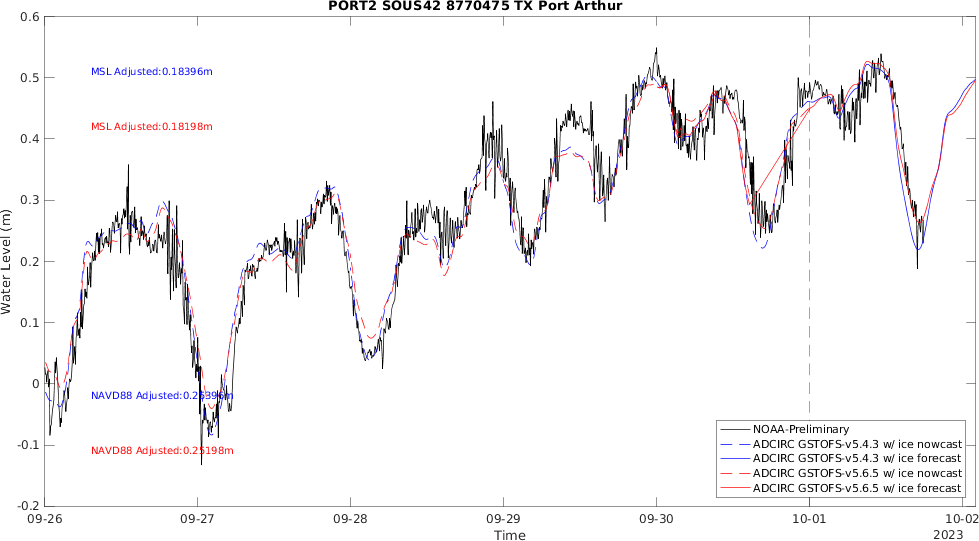 PORT2 SOUS42 8770475 TX Port Arthur
0.6
0.5
0.4
0.3
0.2
0.1
0
-0.1
-0.2
Water Level (m)
MSL Adjusted:0.18396m
MSL Adjusted:0.18198m
NAVD88 Adjusted:0.26396m
NAVD88 Adjusted:0.25198m
NOAA-Preliminary
ADCIRC GSTOFS-v5.4.3 w/ ice nowcast
ADCIRC GSTOFS-v5.4.3 w/ ice forecast
ADCIRC GSTOFS-v5.6.5 w/ ice nowcast
ADCIRC GSTOFS-v5.6.5 w/ ice forecast
09-26 09-27 09-28 09-29 09-30 10-01 10-02
Time
2023